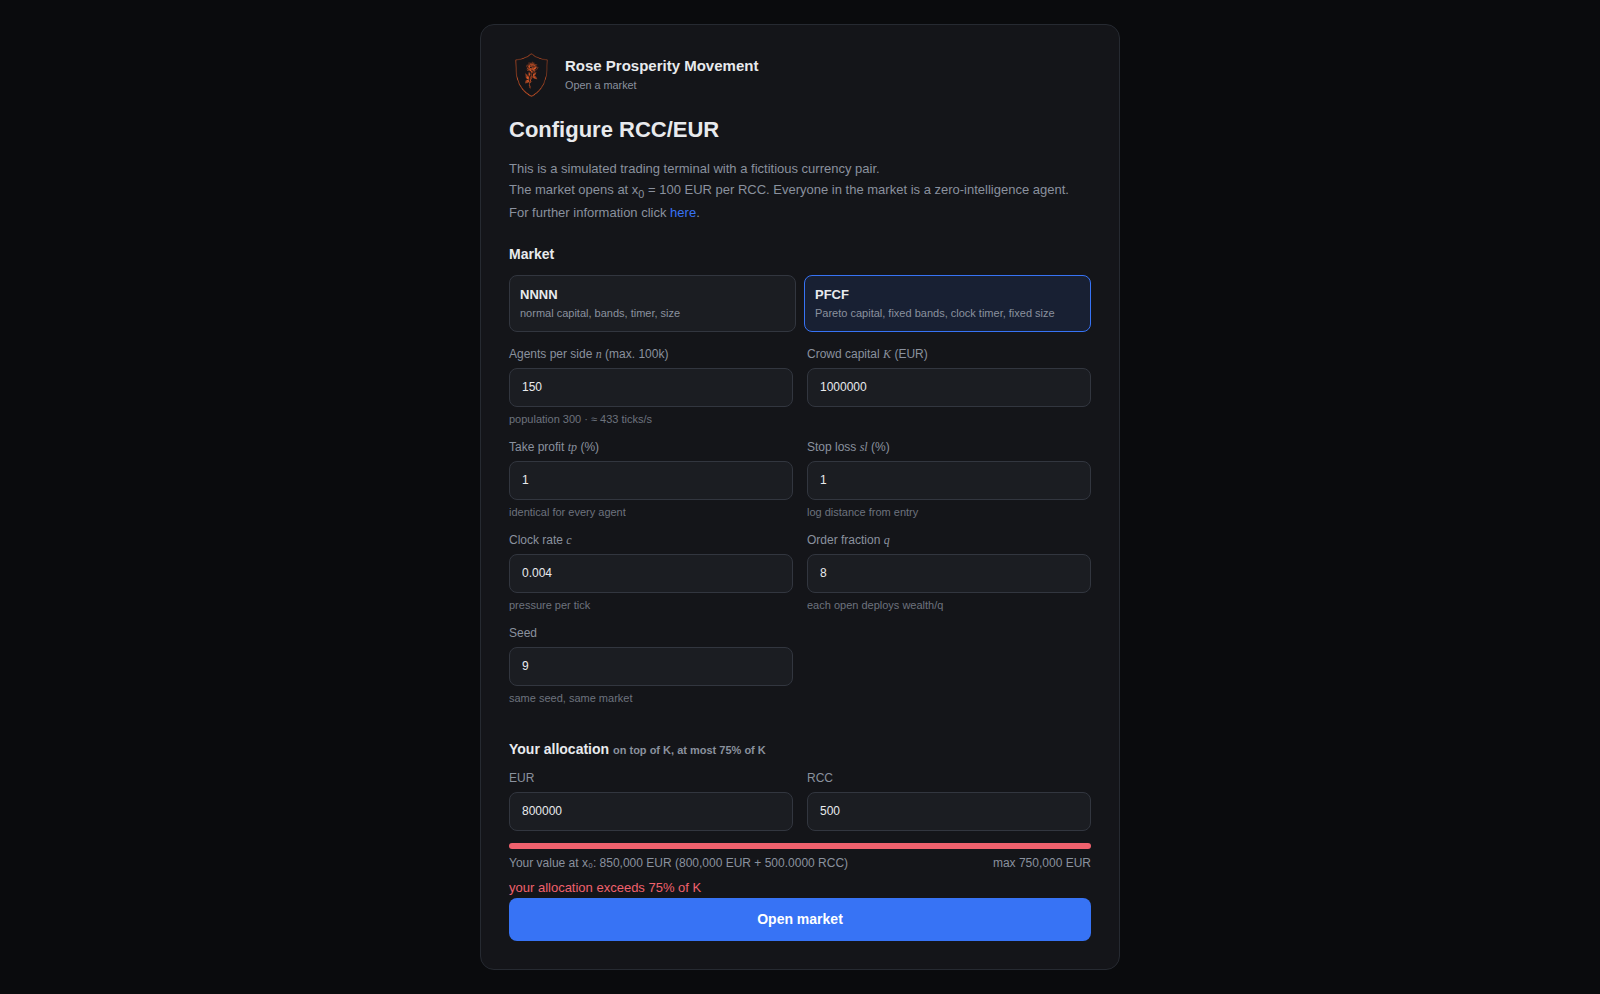 Rose Prosperity Movement
Open a market
Configure RCC/EUR
This is a simulated trading terminal with a fictitious currency pair.
The market opens at x₀ = 100 EUR per RCC. Everyone in the market is a zero-intelligence agent.
For further information click here.
Market
NNNN
normal capital, bands, timer, size
PFCF
Pareto capital, fixed bands, clock timer, fixed size
Agents per side n (max. 100k)
150
population 300 · ≈ 433 ticks/s
Crowd capital K (EUR)
1000000
Take profit tp (%)
1
identical for every agent
Stop loss sl (%)
1
log distance from entry
Clock rate c
0.004
pressure per tick
Order fraction q
8
each open deploys wealth/q
Seed
9
same seed, same market
Your allocation on top of K, at most 75% of K
EUR
800000
RCC
500
Your value at x₀: 850,000 EUR (800,000 EUR + 500.0000 RCC)
max 750,000 EUR
your allocation exceeds 75% of K
Open market